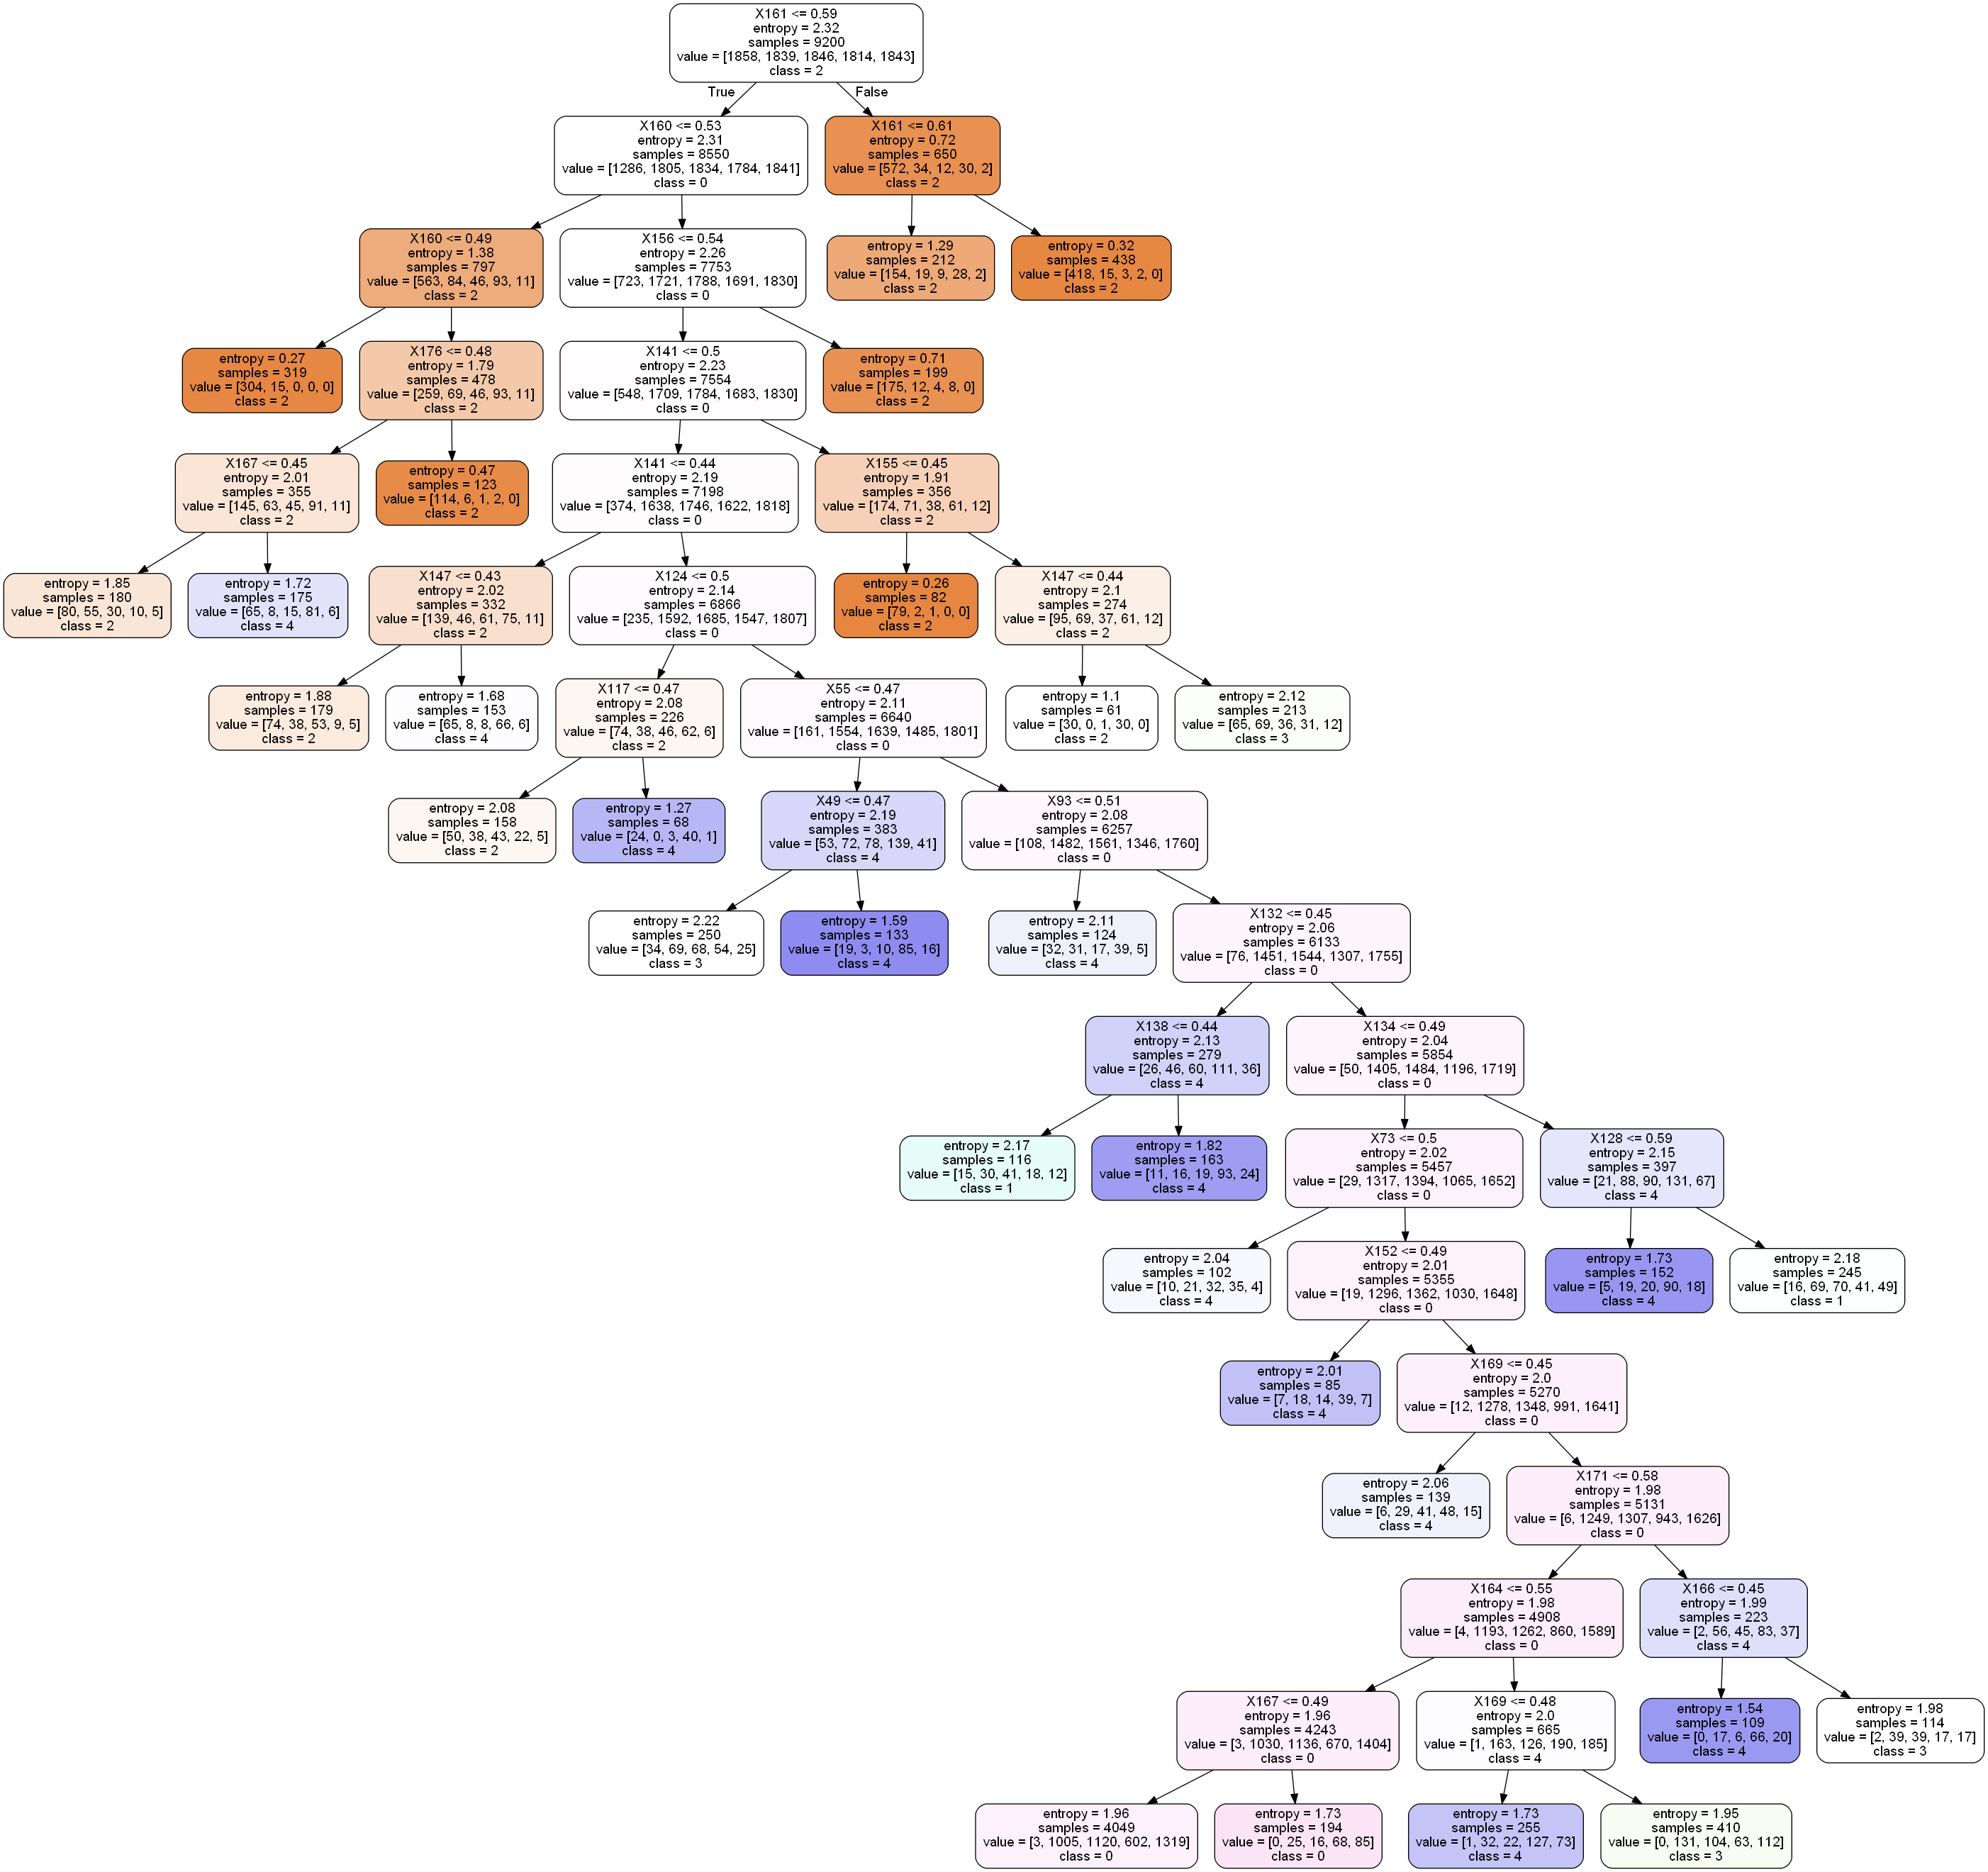 X161 <= 0.59
entropy = 2.32
samples = 9200
value = [1858, 1839, 1846, 1814, 1843]
class = 2
True
False
X160 <= 0.53
entropy = 2.31
samples = 8550
value = [1286, 1805, 1834, 1784, 1841]
class = 0
X161 <= 0.61
entropy = 0.72
samples = 650
value = [572, 34, 12, 30, 2]
class = 2
X160 <= 0.49
entropy = 1.38
samples = 797
value = [563, 84, 46, 93, 11]
class = 2
X156 <= 0.54
entropy = 2.26
samples = 7753
value = [723, 1721, 1788, 1691, 1830]
class = 0
entropy = 1.29
samples = 212
value = [154, 19, 9, 28, 2]
class = 2
entropy = 0.32
samples = 438
value = [418, 15, 3, 2, 0]
class = 2
entropy = 0.27
samples = 319
value = [304, 15, 0, 0, 0]
class = 2
X176 <= 0.48
entropy = 1.79
samples = 478
value = [259, 69, 46, 93, 11]
class = 2
X141 <= 0.5
entropy = 2.23
samples = 7554
value = [548, 1709, 1784, 1683, 1830]
class = 0
entropy = 0.71
samples = 199
value = [175, 12, 4, 8, 0]
class = 2
X167 <= 0.45
entropy = 2.01
samples = 355
value = [145, 63, 45, 91, 11]
class = 2
entropy = 0.47
samples = 123
value = [114, 6, 1, 2, 0]
class = 2
X141 <= 0.44
entropy = 2.19
samples = 7198
value = [374, 1638, 1746, 1622, 1818]
class = 0
X155 <= 0.45
entropy = 1.91
samples = 356
value = [174, 71, 38, 61, 12]
class = 2
entropy = 1.85
samples = 180
value = [80, 55, 30, 10, 5]
class = 2
entropy = 1.72
samples = 175
value = [65, 8, 15, 81, 6]
class = 4
X147 <= 0.43
entropy = 2.02
samples = 332
value = [139, 46, 61, 75, 11]
class = 2
X124 <= 0.5
entropy = 2.14
samples = 6866
value = [235, 1592, 1685, 1547, 1807]
class = 0
entropy = 0.26
samples = 82
value = [79, 2, 1, 0, 0]
class = 2
X147 <= 0.44
entropy = 2.1
samples = 274
value = [95, 69, 37, 61, 12]
class = 2
entropy = 1.88
samples = 179
value = [74, 38, 53, 9, 5]
class = 2
entropy = 1.68
samples = 153
value = [65, 8, 8, 66, 6]
class = 4
X117 <= 0.47
entropy = 2.08
samples = 226
value = [74, 38, 46, 62, 6]
class = 2
X55 <= 0.47
entropy = 2.11
samples = 6640
value = [161, 1554, 1639, 1485, 1801]
class = 0
entropy = 1.1
samples = 61
value = [30, 0, 1, 30, 0]
class = 2
entropy = 2.12
samples = 213
value = [65, 69, 36, 31, 12]
class = 3
entropy = 2.08
samples = 158
value = [50, 38, 43, 22, 5]
class = 2
entropy = 1.27
samples = 68
value = [24, 0, 3, 40, 1]
class = 4
X49 <= 0.47
entropy = 2.19
samples = 383
value = [53, 72, 78, 139, 41]
class = 4
X93 <= 0.51
entropy = 2.08
samples = 6257
value = [108, 1482, 1561, 1346, 1760]
class = 0
entropy = 2.22
samples = 250
value = [34, 69, 68, 54, 25]
class = 3
entropy = 1.59
samples = 133
value = [19, 3, 10, 85, 16]
class = 4
entropy = 2.11
samples = 124
value = [32, 31, 17, 39, 5]
class = 4
X132 <= 0.45
entropy = 2.06
samples = 6133
value = [76, 1451, 1544, 1307, 1755]
class = 0
X138 <= 0.44
entropy = 2.13
samples = 279
value = [26, 46, 60, 111, 36]
class = 4
X134 <= 0.49
entropy = 2.04
samples = 5854
value = [50, 1405, 1484, 1196, 1719]
class = 0
entropy = 2.17
samples = 116
value = [15, 30, 41, 18, 12]
class = 1
entropy = 1.82
samples = 163
value = [11, 16, 19, 93, 24]
class = 4
X73 <= 0.5
entropy = 2.02
samples = 5457
value = [29, 1317, 1394, 1065, 1652]
class = 0
X128 <= 0.59
entropy = 2.15
samples = 397
value = [21, 88, 90, 131, 67]
class = 4
entropy = 2.04
samples = 102
value = [10, 21, 32, 35, 4]
class = 4
X152 <= 0.49
entropy = 2.01
samples = 5355
value = [19, 1296, 1362, 1030, 1648]
class = 0
entropy = 1.73
samples = 152
value = [5, 19, 20, 90, 18]
class = 4
entropy = 2.18
samples = 245
value = [16, 69, 70, 41, 49]
class = 1
entropy = 2.01
samples = 85
value = [7, 18, 14, 39, 7]
class = 4
X169 <= 0.45
entropy = 2.0
samples = 5270
value = [12, 1278, 1348, 991, 1641]
class = 0
entropy = 2.06
samples = 139
value = [6, 29, 41, 48, 15]
class = 4
X171 <= 0.58
entropy = 1.98
samples = 5131
value = [6, 1249, 1307, 943, 1626]
class = 0
X164 <= 0.55
entropy = 1.98
samples = 4908
value = [4, 1193, 1262, 860, 1589]
class = 0
X166 <= 0.45
entropy = 1.99
samples = 223
value = [2, 56, 45, 83, 37]
class = 4
X167 <= 0.49
entropy = 1.96
samples = 4243
value = [3, 1030, 1136, 670, 1404]
class = 0
X169 <= 0.48
entropy = 2.0
samples = 665
value = [1, 163, 126, 190, 185]
class = 4
entropy = 1.54
samples = 109
value = [0, 17, 6, 66, 20]
class = 4
entropy = 1.98
samples = 114
value = [2, 39, 39, 17, 17]
class = 3
entropy = 1.96
samples = 4049
value = [3, 1005, 1120, 602, 1319]
class = 0
entropy = 1.73
samples = 194
value = [0, 25, 16, 68, 85]
class = 0
entropy = 1.73
samples = 255
value = [1, 32, 22, 127, 73]
class = 4
entropy = 1.95
samples = 410
value = [0, 131, 104, 63, 112]
class = 3